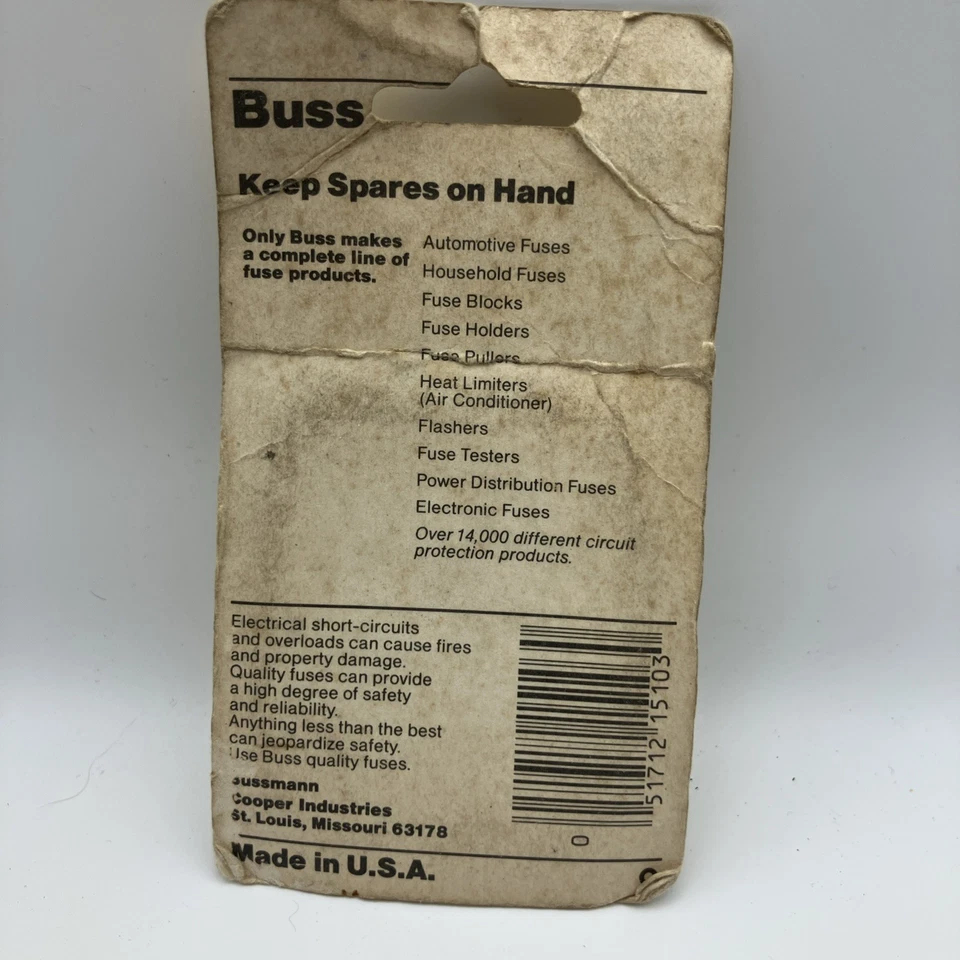 Buss
Keep Spares on Hand
Only Buss makes
a complete line of
fuse products.
Automotive Fuses
Household Fuses
Fuse Blocks
Fuse Holders
Fuse Pullers
Heat Limiters
(Air Conditioner)
Flashers
Fuse Testers
Power Distribution Fuses
Electronic Fuses
Over 14,000 different circuit
protection products.
Electrical short-circuits
and overloads can cause fires
and property damage.
Quality fuses can provide
a high degree of safety
and reliability.
Anything less than the best
can jeopardize safety.
Use Buss quality fuses.
Bussmann
Cooper Industries
St. Louis, Missouri 63178
Made in U.S.A.
0
51712 15103